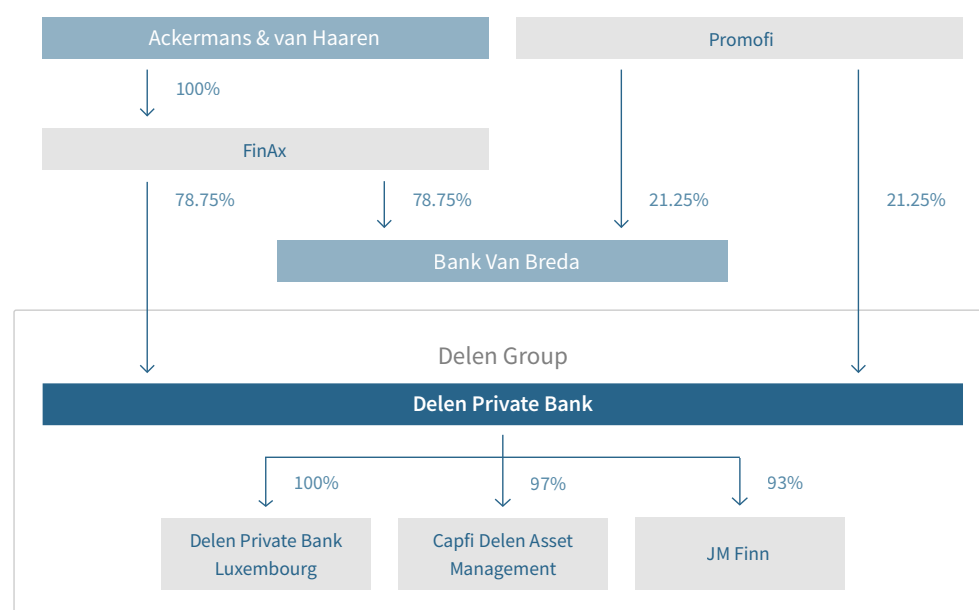 Ackermans & van Haaren
Promofi
100%
FinAx
78.75%
78.75%
21.25%
21.25%
Bank Van Breda
Delen Group
Delen Private Bank
100%
97%
93%
Delen Private Bank
Luxembourg
Capfi Delen Asset
Management
JM Finn